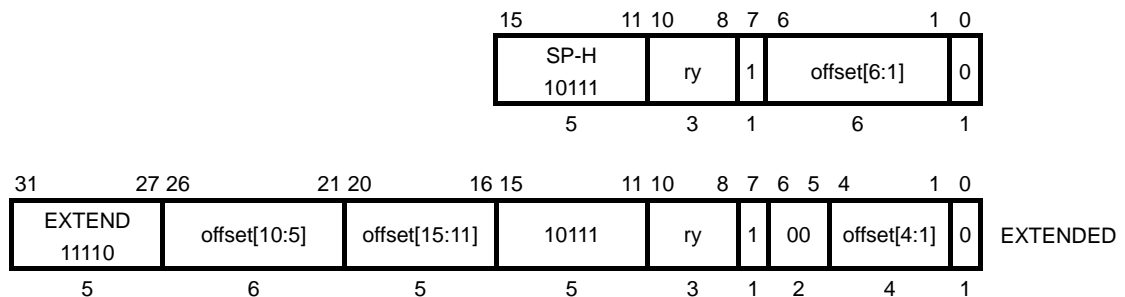 15 11 10 8 7 6 1 0
SP-H
10111 ry 1 offset[6:1] 0
5 3 1 6 1
31 27 26 21 20 16 15 11 10 8 7 6 5 4 1 0
EXTEND
11110 offset[10:5] offset[15:11] 10111 ry 1 00 offset[4:1] 0 EXTENDED
5 6 5 5 3 1 2 4 1